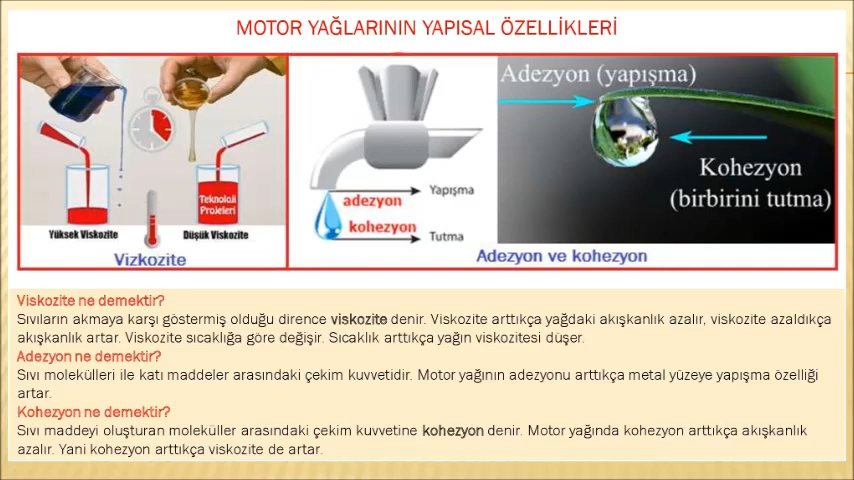 MOTOR YAĞLARININ YAPISAL ÖZELLİKLERİ
Teknoloji
Projeleri
Yüksek Viskozite
Düşük Viskozite
Vizkozite
adezyon
Yapışma
kohezyon
Tutma
Adezyon (yapışma)
Kohezyon
(birbirini tutma)
Adezyon ve kohezyon
Viskozite ne demektir?
Sıvıların akmaya karşı göstermiş olduğu dirence viskozite denir. Viskozite arttıkça yağdaki akışkanlık azalır, viskozite azaldıkça
akışkanlık artar. Viskozite sıcaklığa göre değişir. Sıcaklık arttıkça yağın viskozitesi düşer.
Adezyon ne demektir?
Sıvı molekülleri ile katı maddeler arasındaki çekim kuvvetidir. Motor yağının adezyonu arttıkça metal yüzeye yapışma özelliği
artar.
Kohezyon ne demektir?
Sıvı maddeyi oluşturan moleküller arasındaki çekim kuvvetine kohezyon denir. Motor yağında kohezyon arttıkça akışkanlık
azalır. Yani kohezyon arttıkça viskozite de artar.